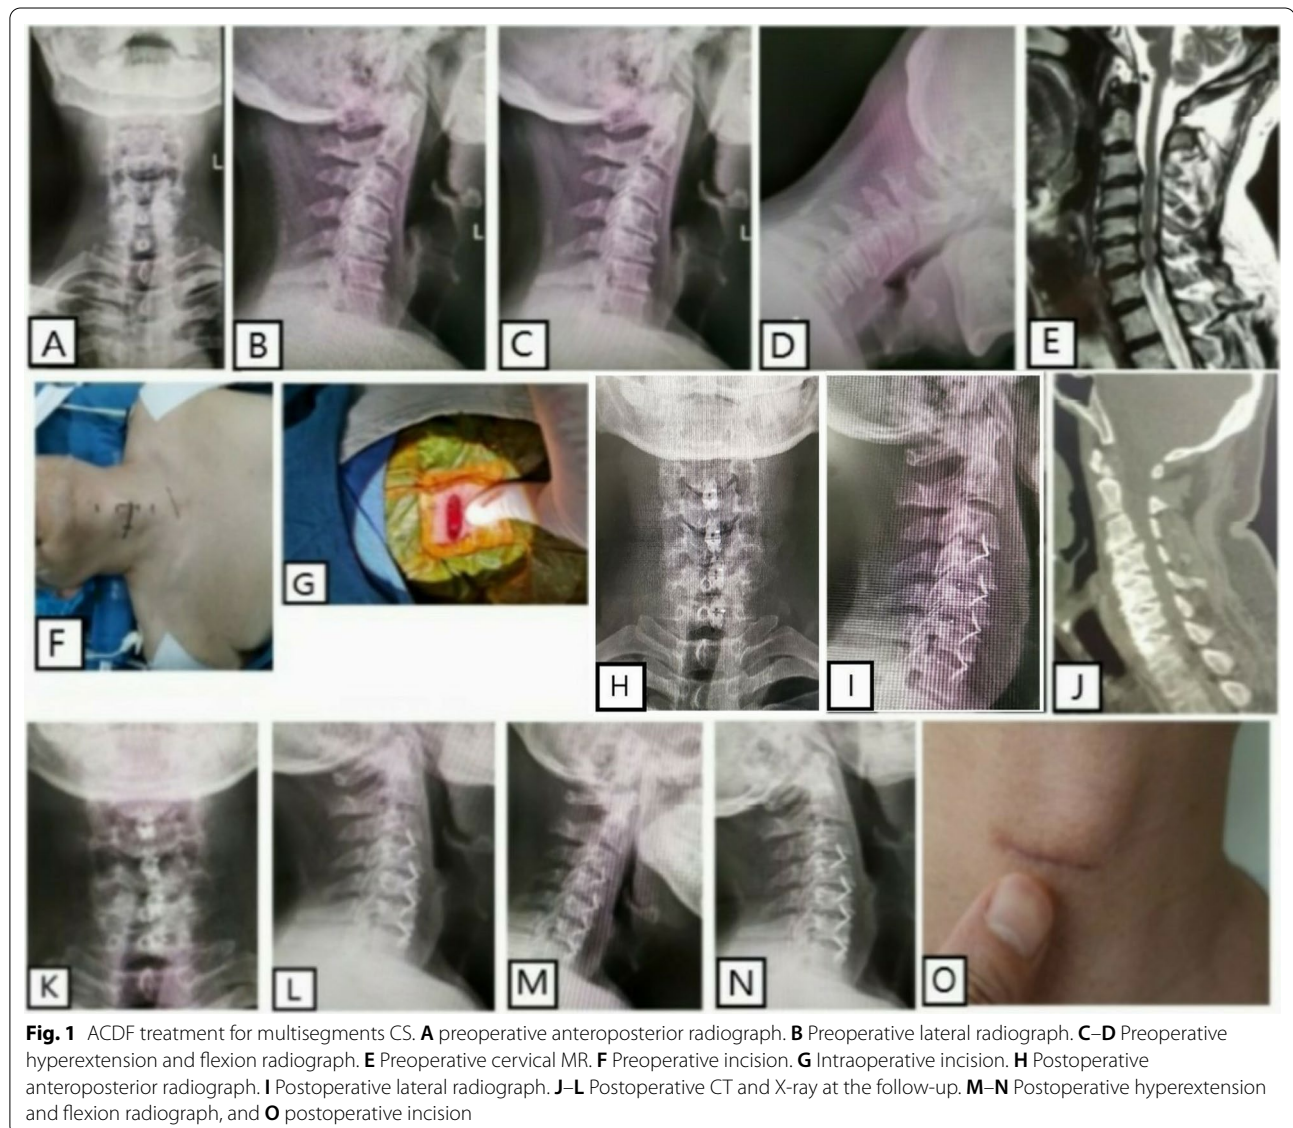 L
L
L
A
B
C
D
E
F
G
H
I
J
K
L
M
N
O
Fig. 1 ACDF treatment for multisegments CS. A preoperative anteroposterior radiograph. B Preoperative lateral radiograph. C–D Preoperative
hyperextension and flexion radiograph. E Preoperative cervical MR. F Preoperative incision. G Intraoperative incision. H Postoperative
anteroposterior radiograph. I Postoperative lateral radiograph. J–L Postoperative CT and X-ray at the follow-up. M–N Postoperative hyperextension
and flexion radiograph, and O postoperative incision